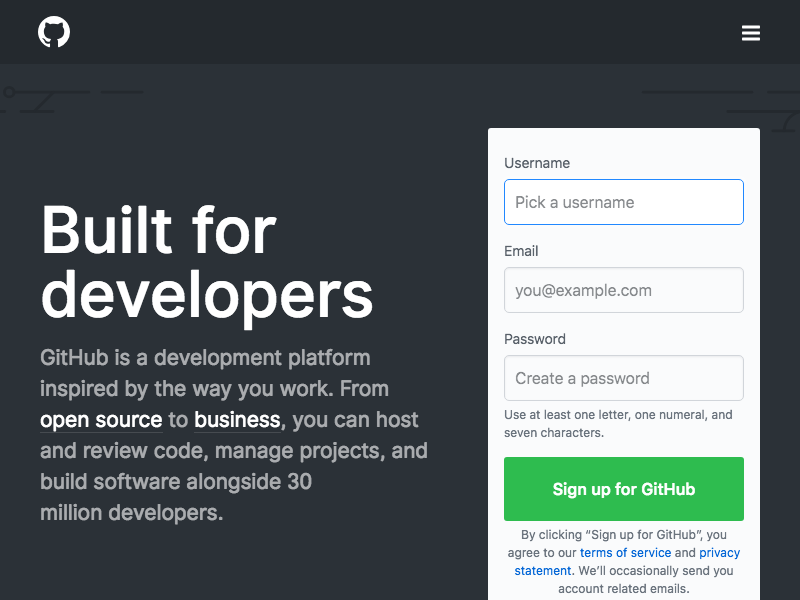 Built for
developers
GitHub is a development platform
inspired by the way you work. From
open source to business, you can host
and review code, manage projects, and
build software alongside 30
million developers.
Username
Pick a username
Email
you@example.com
Password
Create a password
Use at least one letter, one numeral, and
seven characters.
Sign up for GitHub
By clicking “Sign up for GitHub”, you
agree to our terms of service and privacy
statement. We’ll occasionally send you
account related emails.